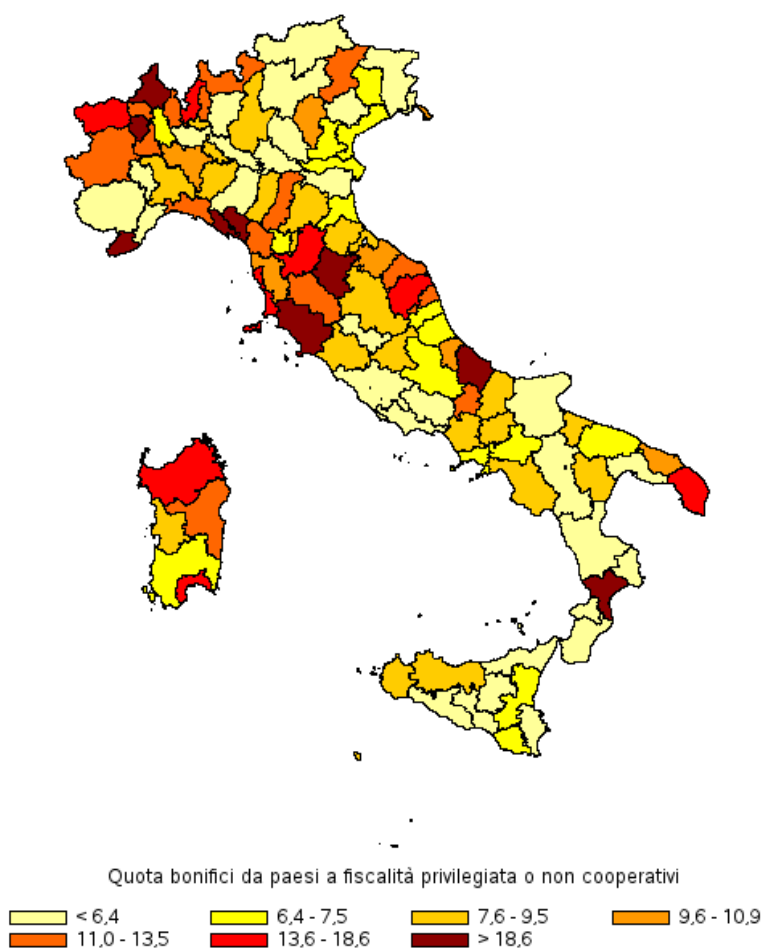 Quota bonifici da paesi a fiscalità privilegiata o non cooperativi
< 6,4 6,4 - 7,5 7,6 - 9,5 9,6 - 10,9
11,0 - 13,5 13,6 - 18,6 > 18,6